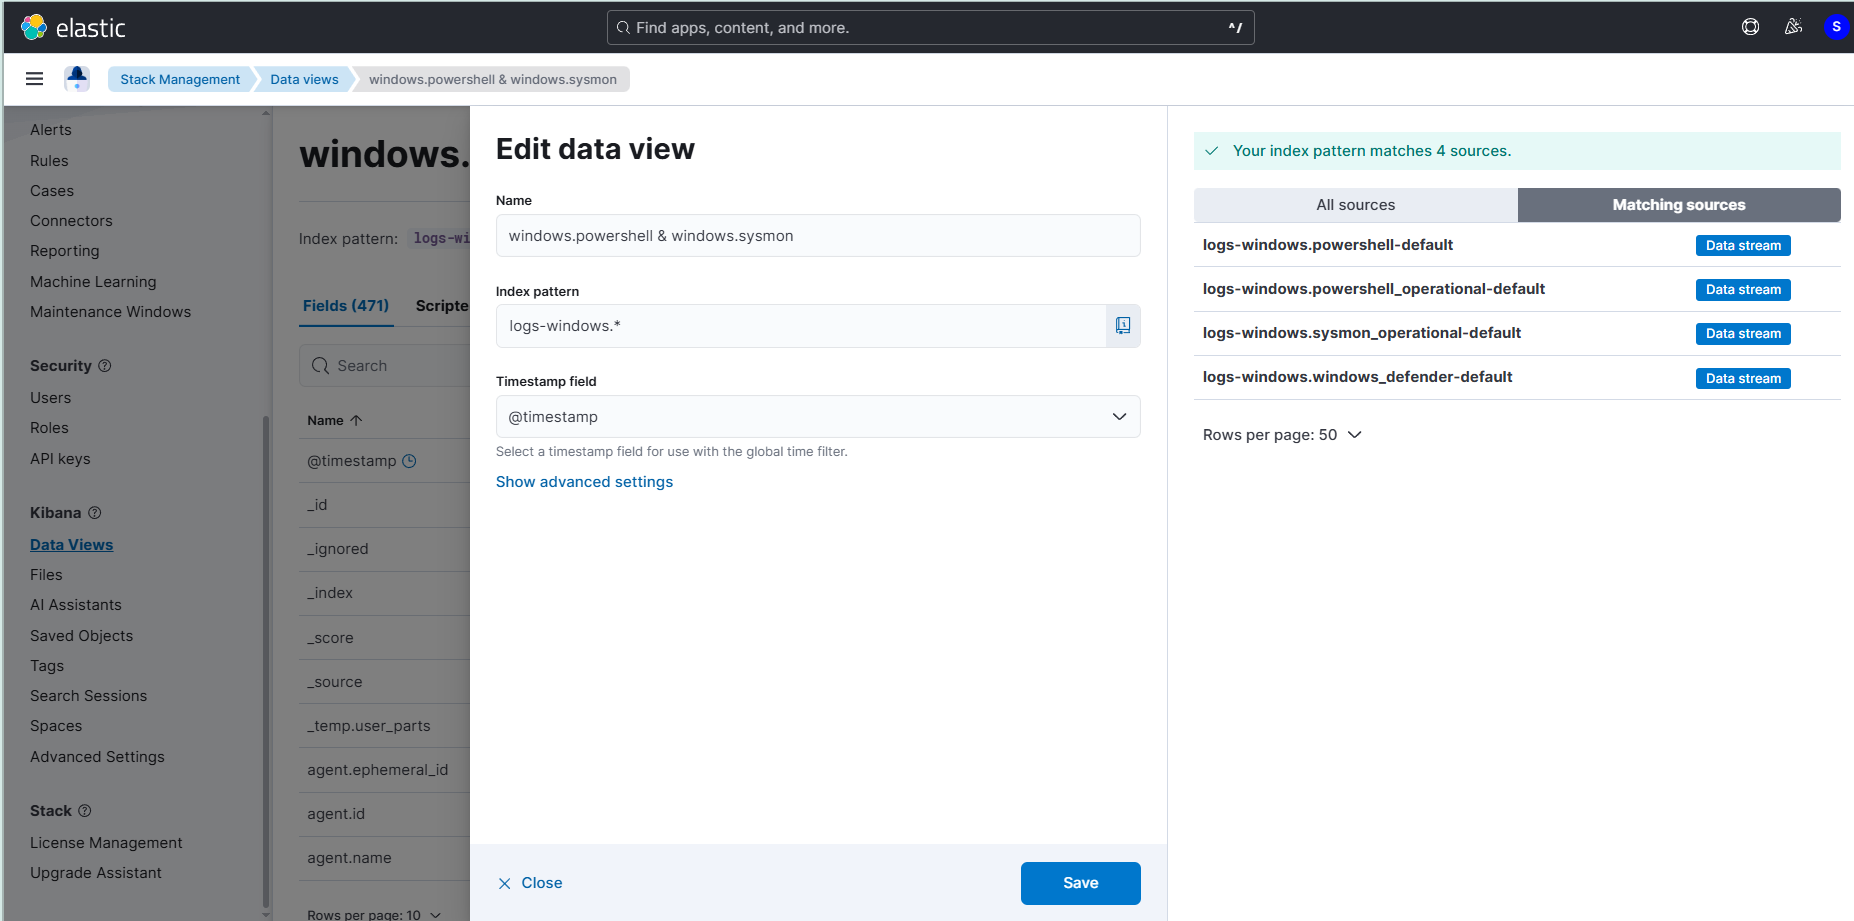 elastic
Find apps, content, and more.
^/
S
Stack Management
Data views
windows.powershell & windows.sysmon
Alerts
Rules
Cases
Connectors
Reporting
Machine Learning
Maintenance Windows
Security
Users
Roles
API keys
Kibana
Data Views
Files
AI Assistants
Saved Objects
Tags
Search Sessions
Spaces
Advanced Settings
Stack
License Management
Upgrade Assistant
windows.
Index pattern: logs-wi
Fields (471) Scripte
Search
Name
@timestamp
_id
_ignored
_index
_score
_source
_temp.user_parts
agent.ephemeral_id
agent.id
agent.name
Rows per page: 10
Edit data view
Name
windows.powershell & windows.sysmon
Index pattern
logs-windows.*
Timestamp field
@timestamp
Select a timestamp field for use with the global time filter.
Show advanced settings
Close
Save
Your index pattern matches 4 sources.
All sources Matching sources
logs-windows.powershell-default Data stream
logs-windows.powershell_operational-default Data stream
logs-windows.sysmon_operational-default Data stream
logs-windows.windows_defender-default Data stream
Rows per page: 50